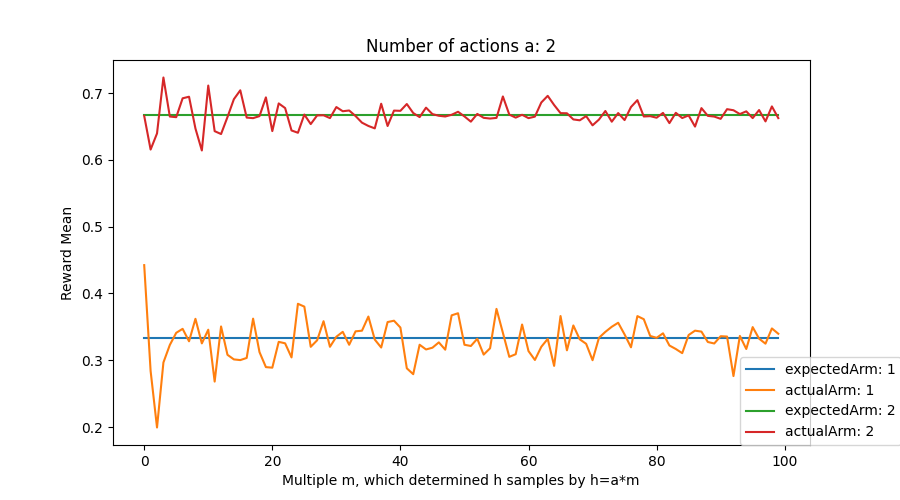 Number of actions a: 2
Reward Mean
0.7
0.6
0.5
0.4
0.3
0.2
0 20 40 60 80 100
Multiple m, which determined h samples by h=a*m
expectedArm: 1
actualArm: 1
expectedArm: 2
actualArm: 2